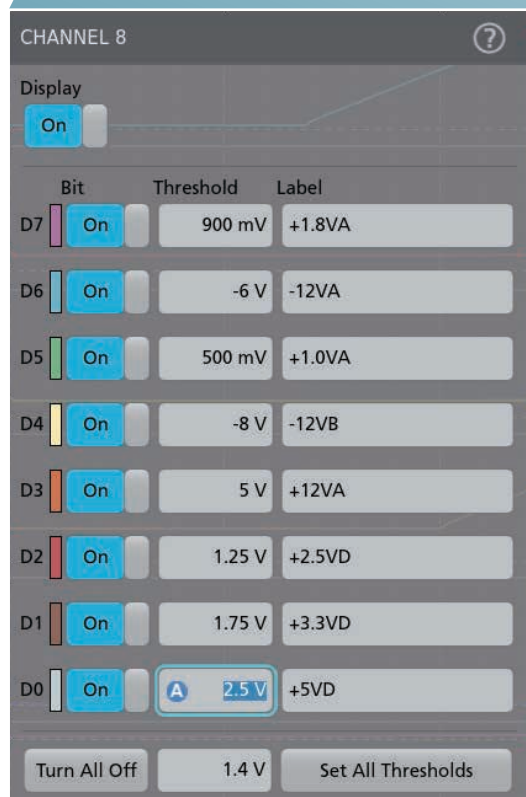 CHANNEL 8 ?
Display
On
Bit Threshold Label
D7 On 900 mV +1.8VA
D6 On -6 V -12VA
D5 On 500 mV +1.0VA
D4 On -8 V -12VB
D3 On 5 V +12VA
D2 On 1.25 V +2.5VD
D1 On 1.75 V +3.3VD
D0 On A 2.5 V +5VD
Turn All Off 1.4 V Set All Thresholds